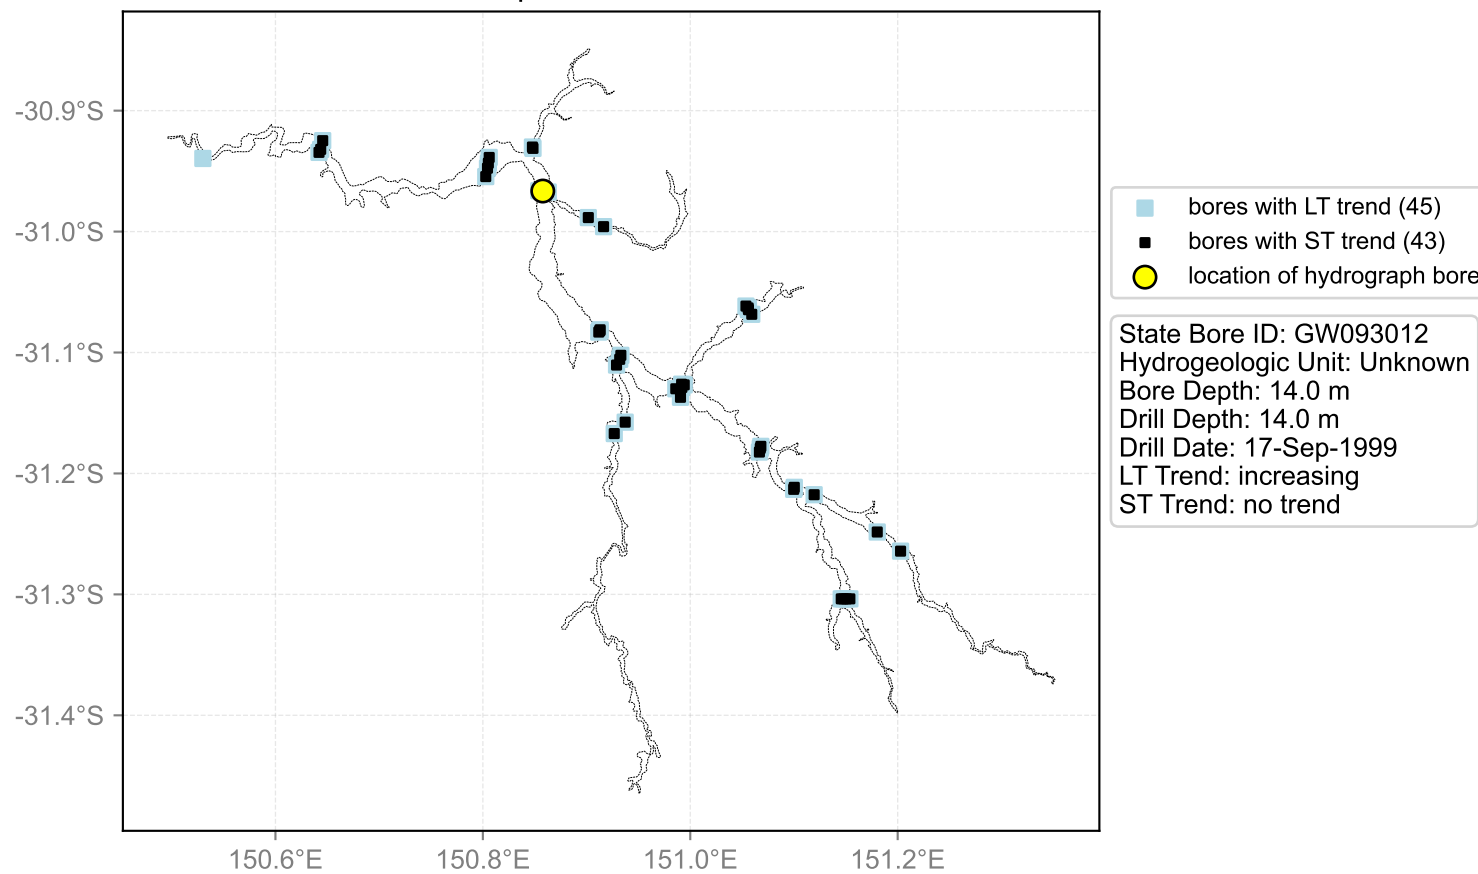 -30.9°S
-31.0°S
-31.1°S
-31.2°S
-31.3°S
-31.4°S
150.6°E
150.8°E
151.0°E
151.2°E
bores with LT trend (45)
bores with ST trend (43)
location of hydrograph bore
State Bore ID: GW093012
Hydrogeologic Unit: Unknown
Bore Depth: 14.0 m
Drill Depth: 14.0 m
Drill Date: 17-Sep-1999
LT Trend: increasing
ST Trend: no trend